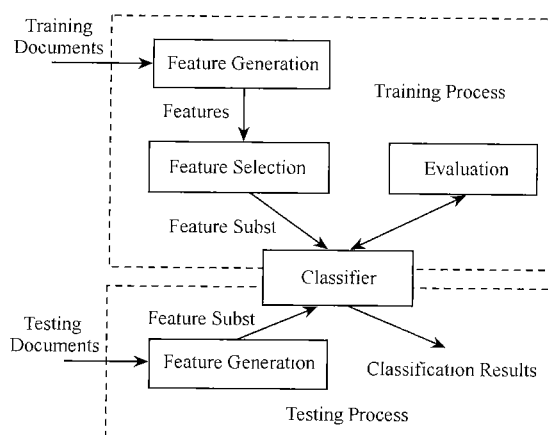 Training
Documents
Feature Generation
Features
Training Process
Feature Selection
Evaluation
Feature Subst
Classifier
Testing
Documents
Feature Subst
Feature Generation
Classification Results
Testing Process